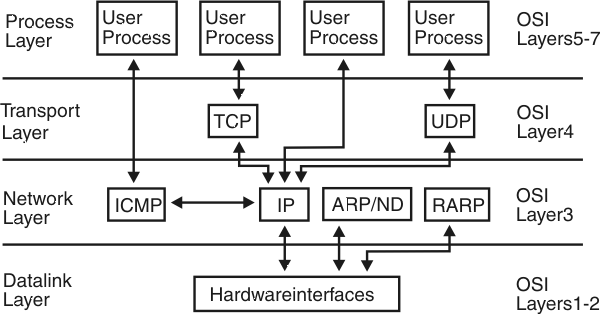 Process
Layer
User
Process
User
Process
User
Process
User
Process
OSI
Layers5-7
Transport
Layer
TCP
UDP
OSI
Layer4
Network
Layer
ICMP
IP
ARP/ND
RARP
OSI
Layer3
Datalink
Layer
Hardwareinterfaces
OSI
Layers1-2